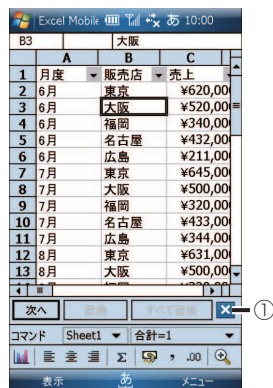 Excel Mobile あ 10:00
B3 大阪
A B C
1 月度 販売店 売上
2 6月 東京 ¥620,00
3 6月 大阪 ¥520,00
4 6月 福岡 ¥340,00
5 6月 名古屋 ¥432,00
6 6月 広島 ¥211,00
7 7月 東京 ¥645,00
8 7月 大阪 ¥500,00
9 7月 福岡 ¥320,00
10 7月 名古屋 ¥433,00
11 7月 広島 ¥344,00
12 8月 東京 ¥631,00
13 8月 大阪 ¥500,00
次へ 置換 すべて置換 ①
コマンド Sheet1 合計=1
Σ , .00
表示 あ メニュー